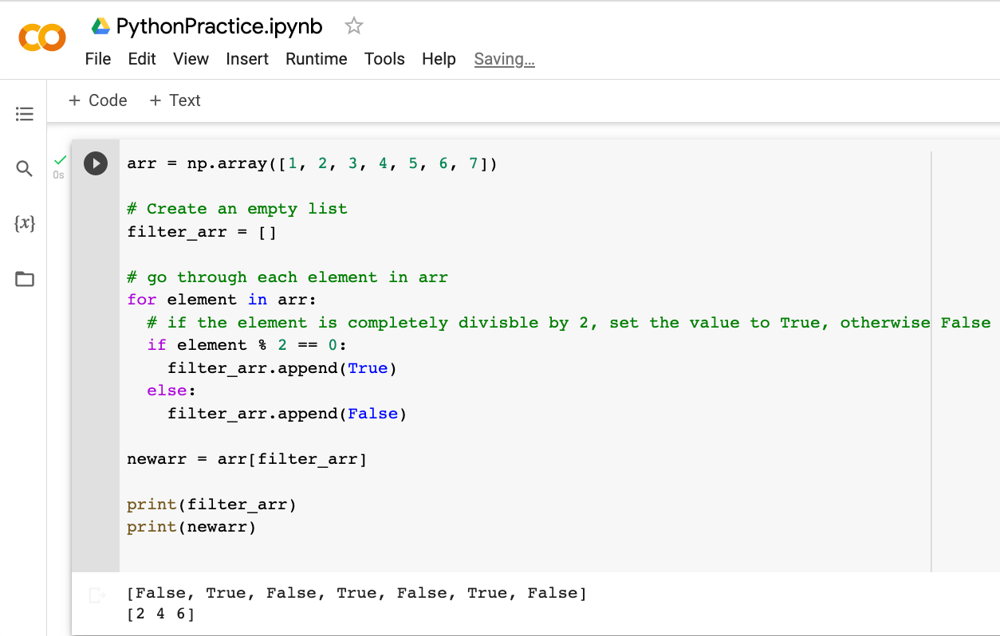 PythonPractice.ipynb
File Edit View Insert Runtime Tools Help Saving...
+ Code + Text
{x}
0s
arr = np.array([1, 2, 3, 4, 5, 6, 7])
# Create an empty list
filter_arr = []
# go through each element in arr
for element in arr:
  # if the element is completely divisble by 2, set the value to True, otherwise False
  if element % 2 == 0:
    filter_arr.append(True)
  else:
    filter_arr.append(False)
newarr = arr[filter_arr]
print(filter_arr)
print(newarr)
[False, True, False, True, False, True, False]
[2 4 6]